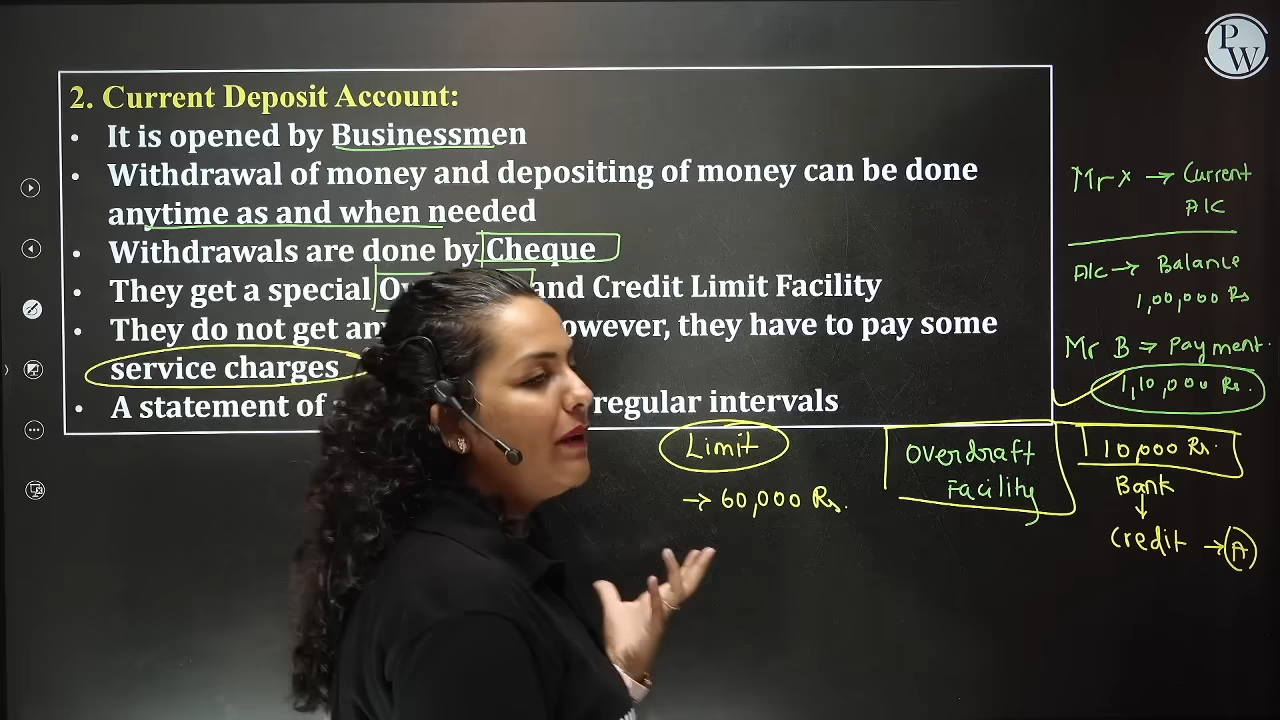 PW
2. Current Deposit Account:
• It is opened by Businessmen
• Withdrawal of money and depositing of money can be done
anytime as and when needed
• Withdrawals are done by Cheque
• They get a special and Credit Limit Facility
• They do not get owever, they have to pay some
service charges
• A statement of regular intervals
Mr X → Current
A/C
A/c → Balance
1,00,000 Rs
Mr B ⇒ Payment.
1,10,000 Rs.
Limit
→ 60,000 Rs.
Overdraft
Facility
10,000 Rs.
Bank
↓
Credit → A